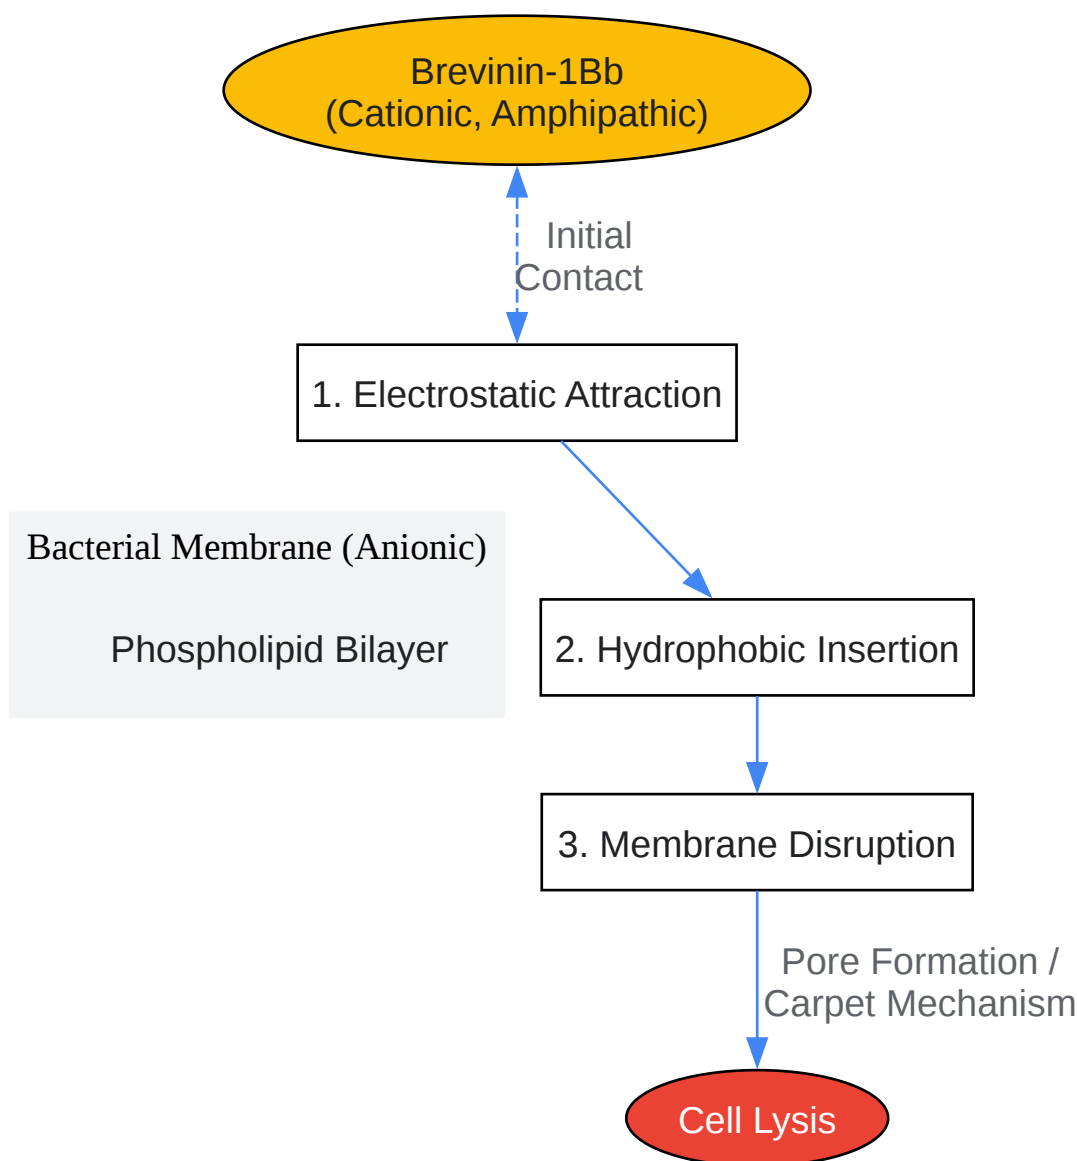 Brevinin-1Bb
(Cationic, Amphipathic)
Initial
Contact
1. Electrostatic Attraction
Bacterial Membrane (Anionic)
Phospholipid Bilayer
2. Hydrophobic Insertion
3. Membrane Disruption
Pore Formation /
Carpet Mechanism
Cell Lysis